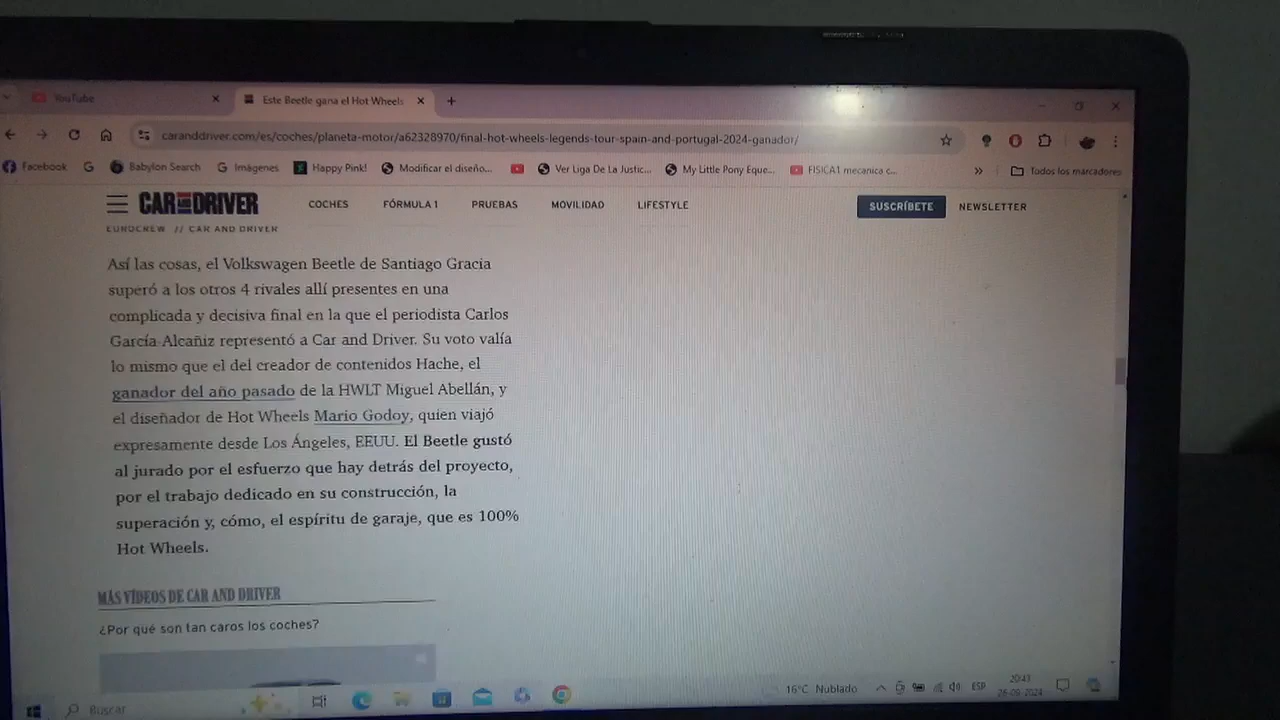 YouTube
Este Beetle gana el Hot Wheels
caranddriver.com/es/coches/planeta-motor/a62328970/final-hot-wheels-legends-tour-spain-and-portugal-2024-ganador/
Facebook G Babylon Search Imágenes Happy Pink! Modificar el diseño... Ver Liga De La Justic... My Little Pony Eque... FISICA1 mecanica c... » Todos los marcadores
CAR AND DRIVER COCHES FÓRMULA 1 PRUEBAS MOVILIDAD LIFESTYLE SUSCRÍBETE NEWSLETTER
EUROCREW // CAR AND DRIVER
Así las cosas, el Volkswagen Beetle de Santiago Gracia
superó a los otros 4 rivales allí presentes en una
complicada y decisiva final en la que el periodista Carlos
García-Alcañiz representó a Car and Driver. Su voto valía
lo mismo que el del creador de contenidos Hache, el
ganador del año pasado de la HWLT Miguel Abellán, y
el diseñador de Hot Wheels Mario Godoy, quien viajó
expresamente desde Los Ángeles, EEUU. El Beetle gustó
al jurado por el esfuerzo que hay detrás del proyecto,
por el trabajo dedicado en su construcción, la
superación y, cómo, el espíritu de garaje, que es 100%
Hot Wheels.
MÁS VÍDEOS DE CAR AND DRIVER
¿Por qué son tan caros los coches?
Buscar
16°C Nublado
ESP
20:41
26-09-2024